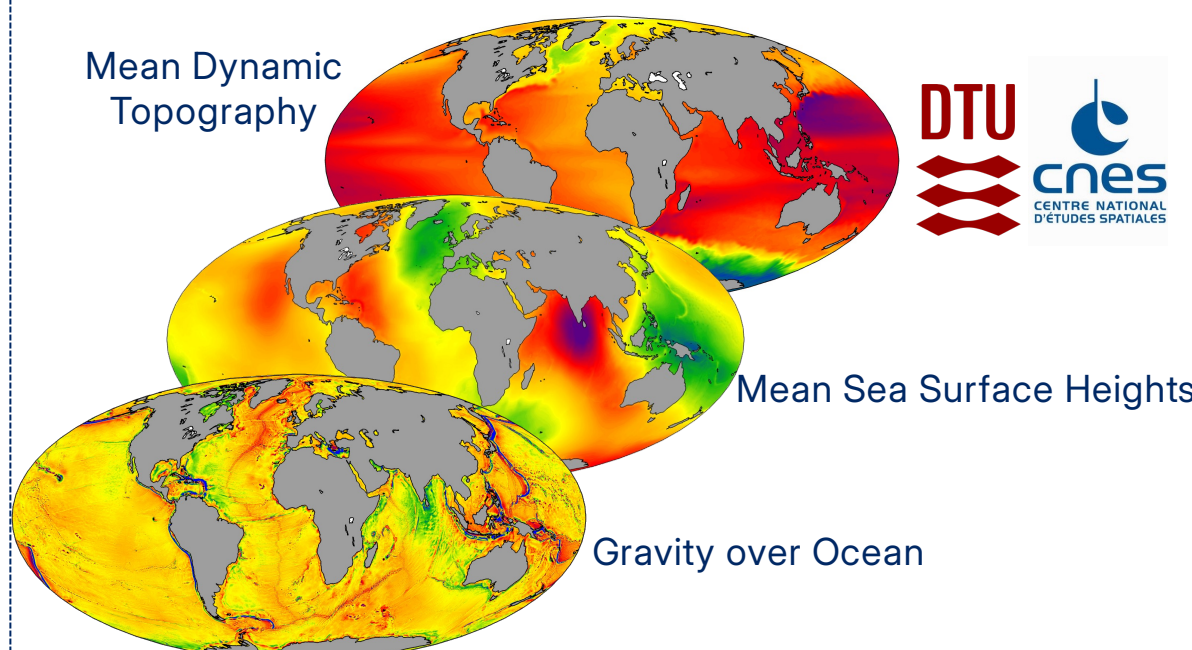 Mean Dynamic
Topography
DTU
cnes
CENTRE NATIONAL
D'ÉTUDES SPATIALES
Mean Sea Surface Heights
Gravity over Ocean